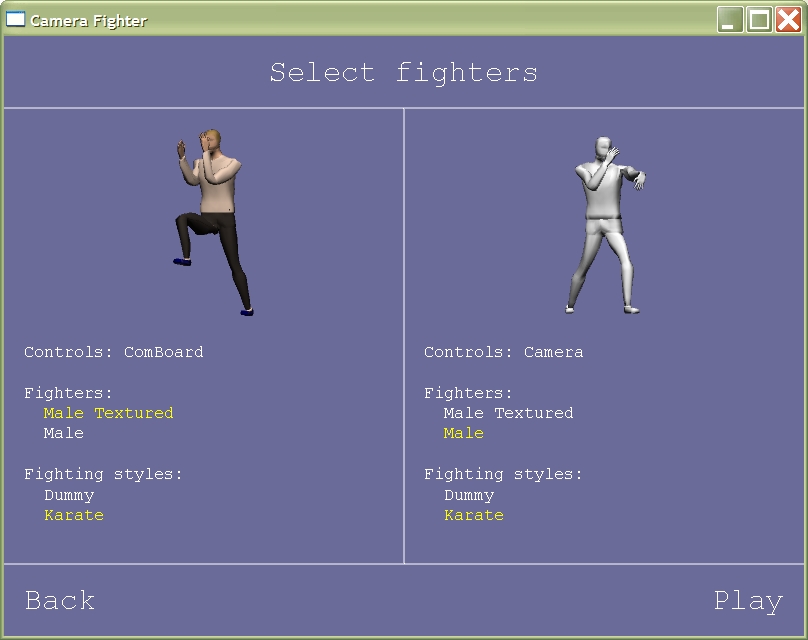 Camera Fighter
Select fighters
Controls: ComBoard
Fighters:
Male Textured
Male
Fighting styles:
Dummy
Karate
Controls: Camera
Fighters:
Male Textured
Male
Fighting styles:
Dummy
Karate
Back
Play